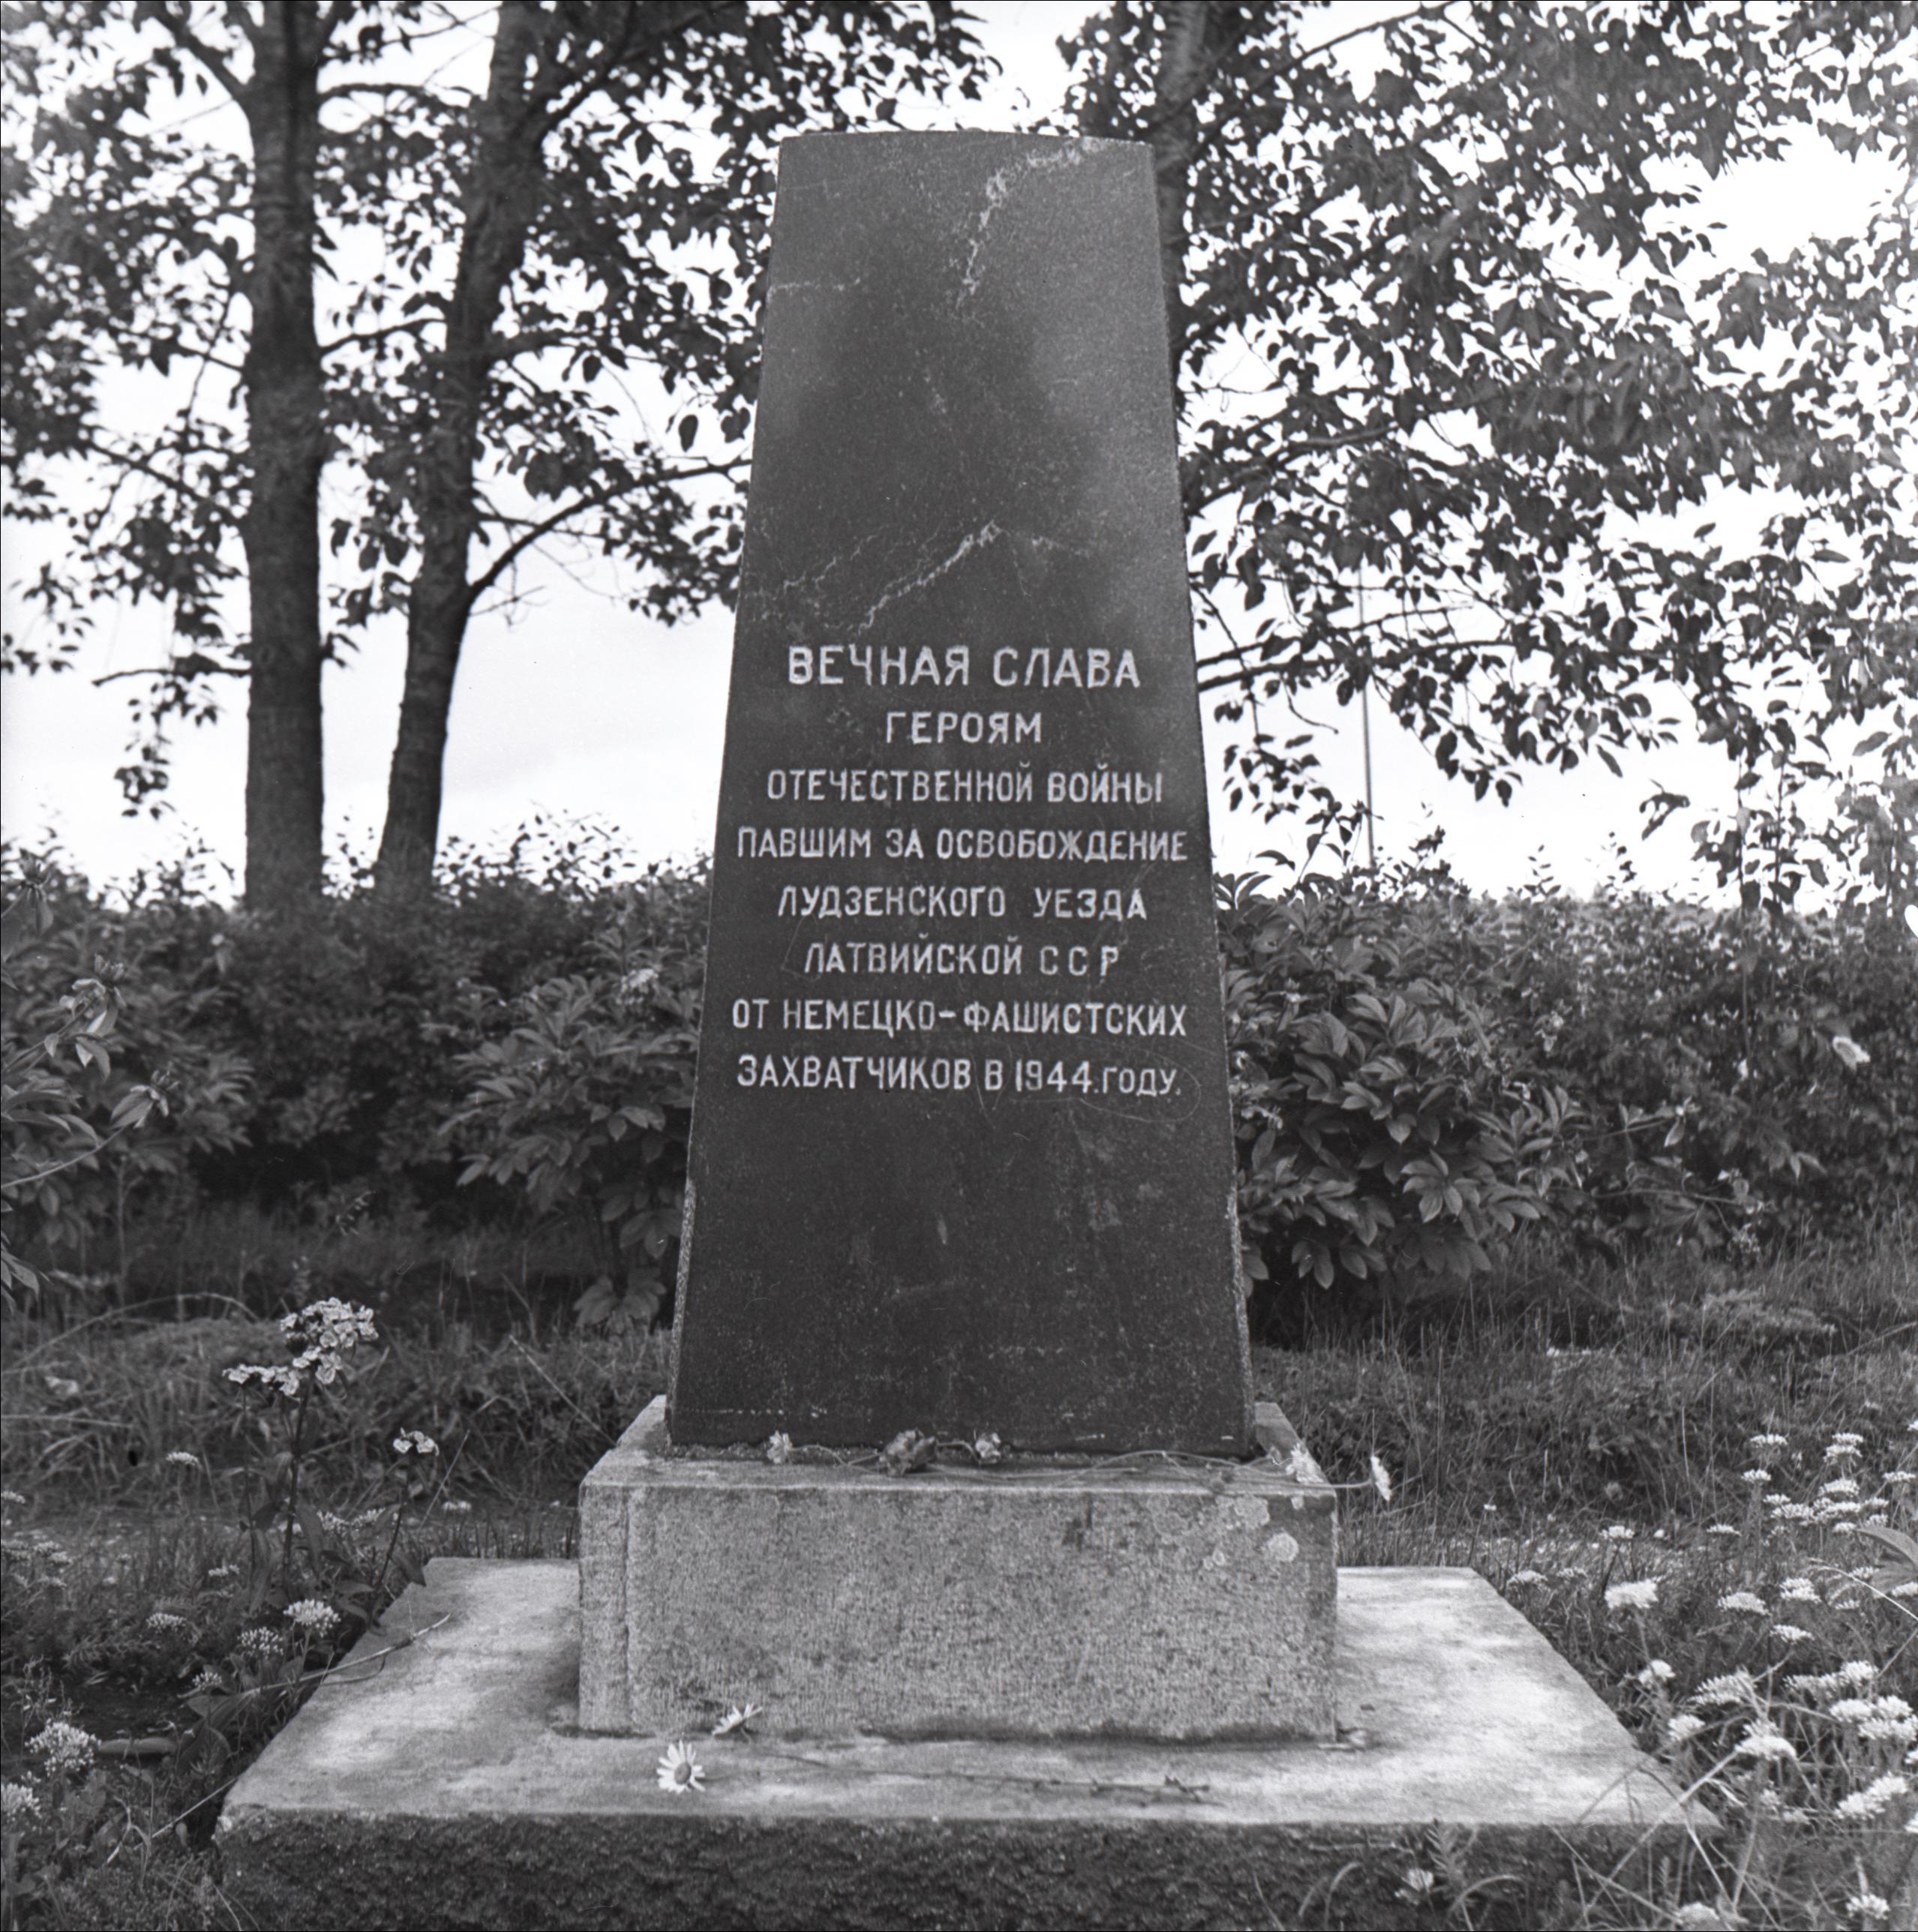 ВЕЧНАЯ СЛАВА
ГЕРОЯМ
ОТЕЧЕСТВЕННОЙ ВОЙНЫ
ПАВШИМ ЗА ОСВОБОЖДЕНИЕ
ЛУДЗЕНСКОГО УЕЗДА
ЛАТВИЙСКОЙ ССР
ОТ НЕМЕЦКО-ФАШИСТСКИХ
ЗАХВАТЧИКОВ В 1944.ГОДУ.